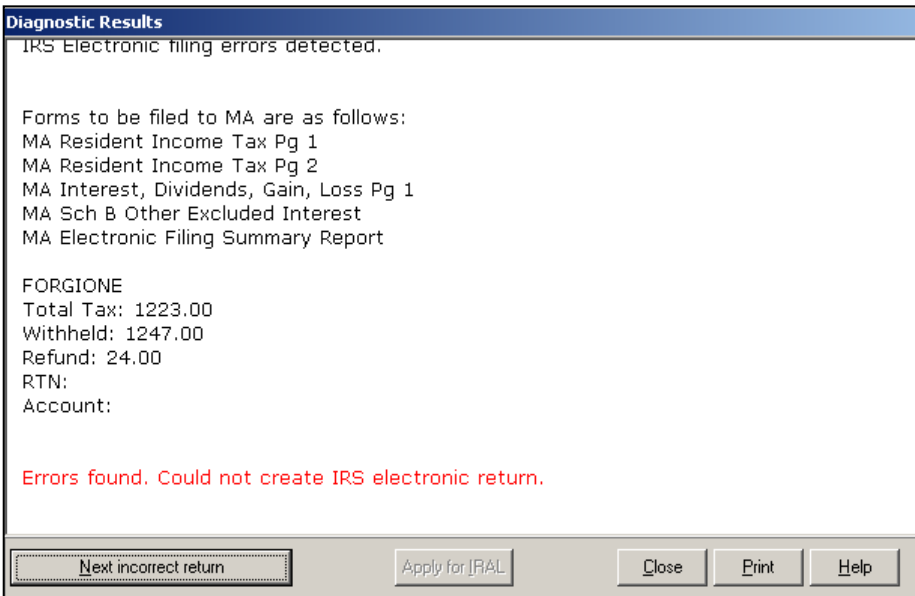 Diagnostic Results
IRS Electronic filing errors detected.
Forms to be filed to MA are as follows:
MA Resident Income Tax Pg 1
MA Resident Income Tax Pg 2
MA Interest, Dividends, Gain, Loss Pg 1
MA Sch B Other Excluded Interest
MA Electronic Filing Summary Report
FORGIONE
Total Tax: 1223.00
Withheld: 1247.00
Refund: 24.00
RTN:
Account:
Errors found. Could not create IRS electronic return.
Next incorrect return Apply for IRAL Close Print Help